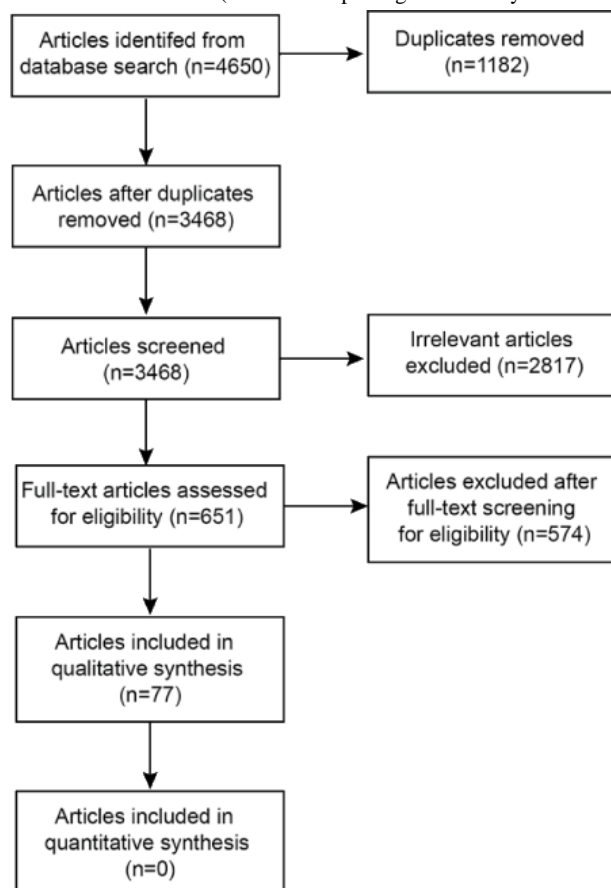 Articles identifed from
database search (n=4650)
Duplicates removed
(n=1182)
Articles after duplicates
removed (n=3468)
Articles screened
(n=3468)
Irrelevant articles
excluded (n=2817)
Full-text articles assessed
for eligibility (n=651)
Articles excluded after
full-text screening
for eligibility (n=574)
Articles included in
qualitative synthesis
(n=77)
Articles included in
quantitative synthesis
(n=0)